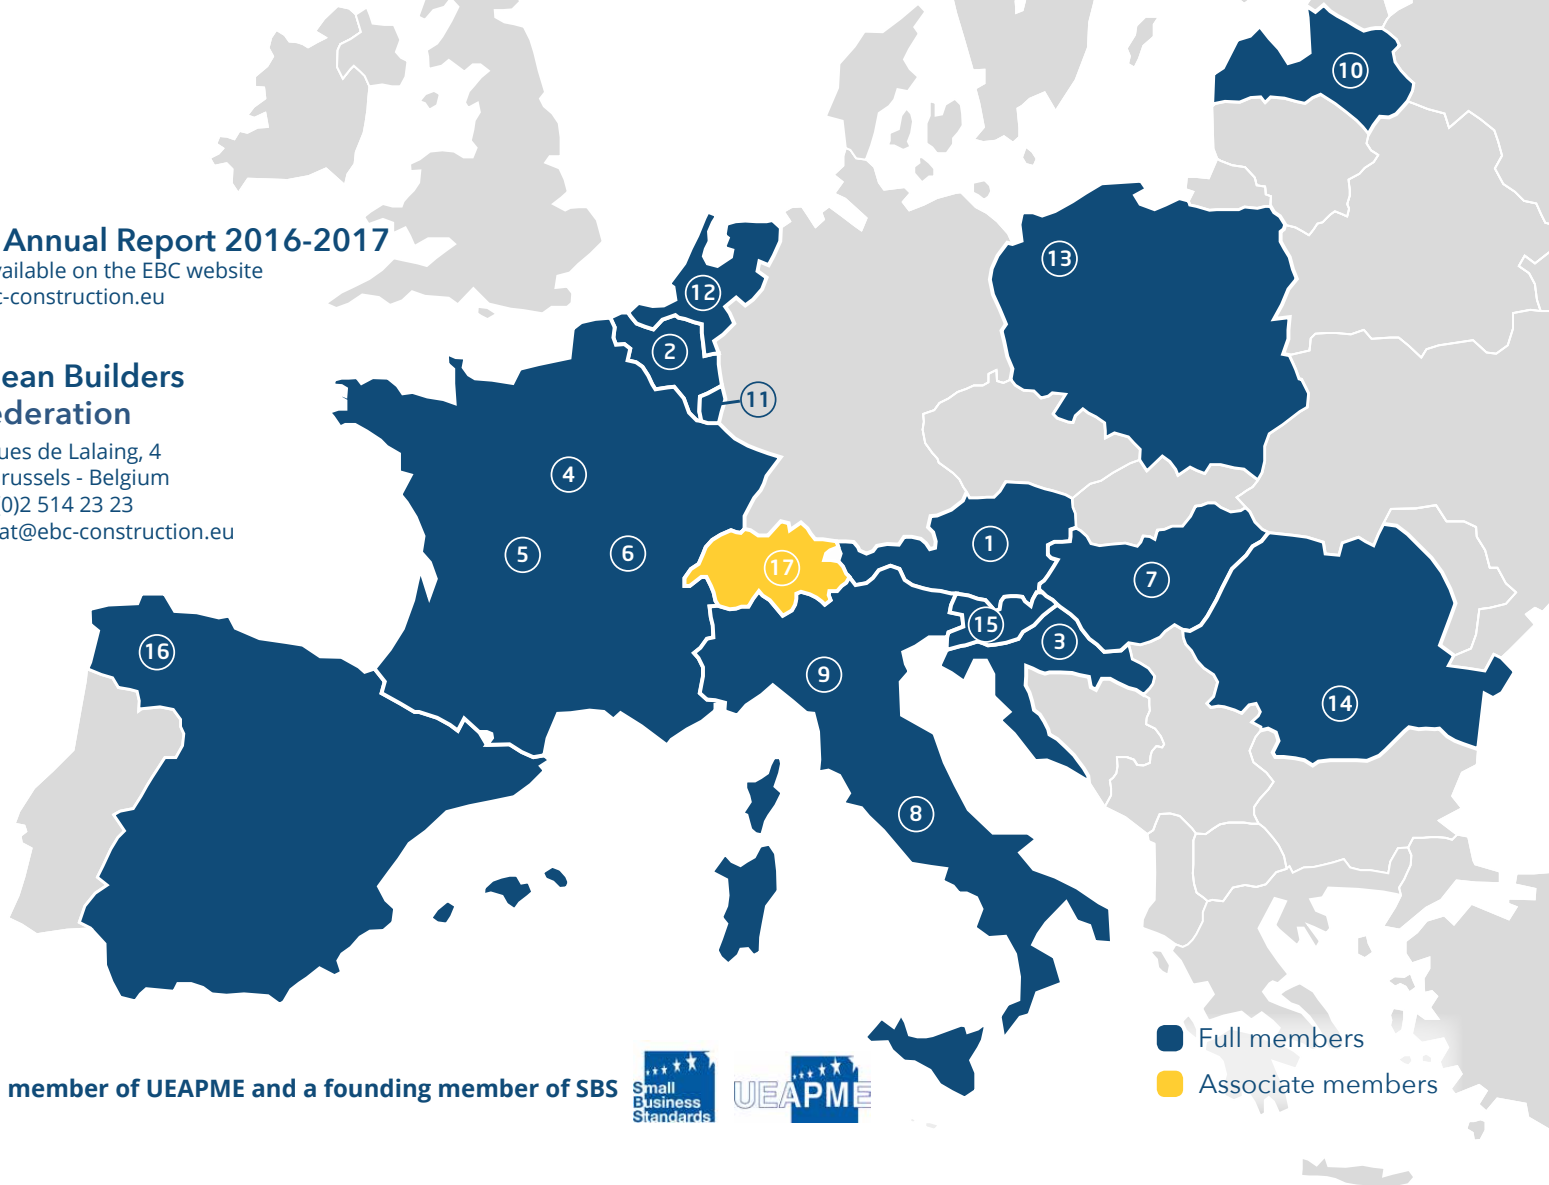 Annual Report 2016-2017
vailable on the EBC website
c-construction.eu
ean Builders
ederation
ues de Lalaing, 4
russels - Belgium
(0)2 514 23 23
at@ebc-construction.eu
10
13
12
2
11
4
5
6
17
1
7
15
3
16
9
14
8
Full members
Associate members
member of UEAPME and a founding member of SBS
Small
Business
Standards
UEAPME